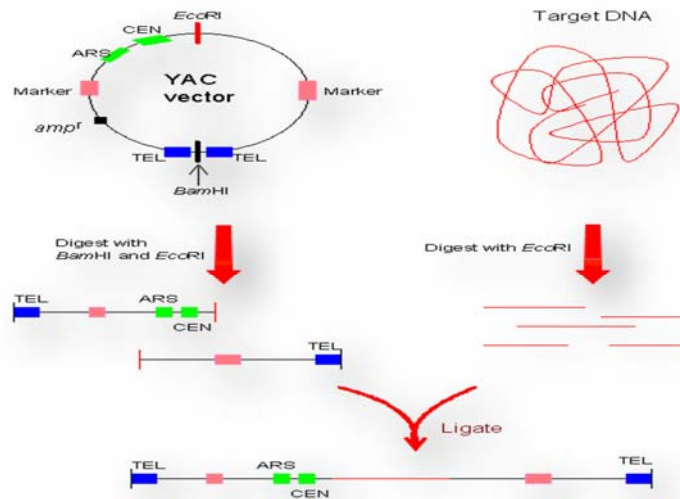 EcoRI
Target DNA
CEN
ARS
YAC
vector
Marker
Marker
ampr
TEL
TEL
BamHI
Digest with
BamHI and EcoRI
Digest with EcoRI
TEL
ARS
CEN
TEL
Ligate
TEL
ARS
TEL
CEN